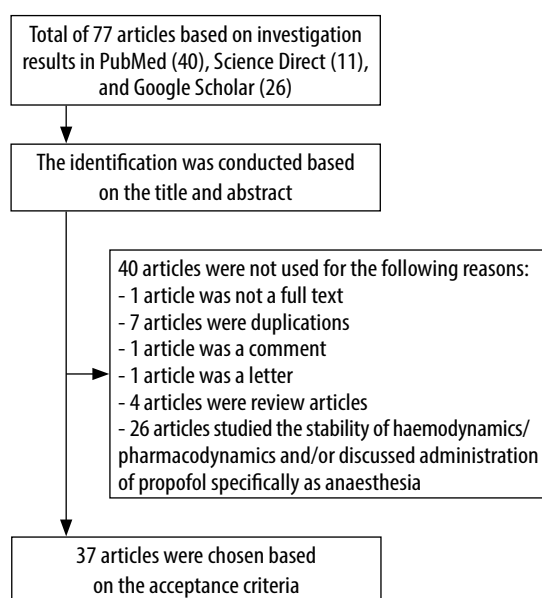 Total of 77 articles based on investigation
results in PubMed (40), Science Direct (11),
and Google Scholar (26)
The identification was conducted based
on the title and abstract
40 articles were not used for the following reasons:
- 1 article was not a full text
- 7 articles were duplications
- 1 article was a comment
- 1 article was a letter
- 4 articles were review articles
- 26 articles studied the stability of haemodynamics/
pharmacodynamics and/or discussed administration
of propofol specifically as anaesthesia
37 articles were chosen based
on the acceptance criteria